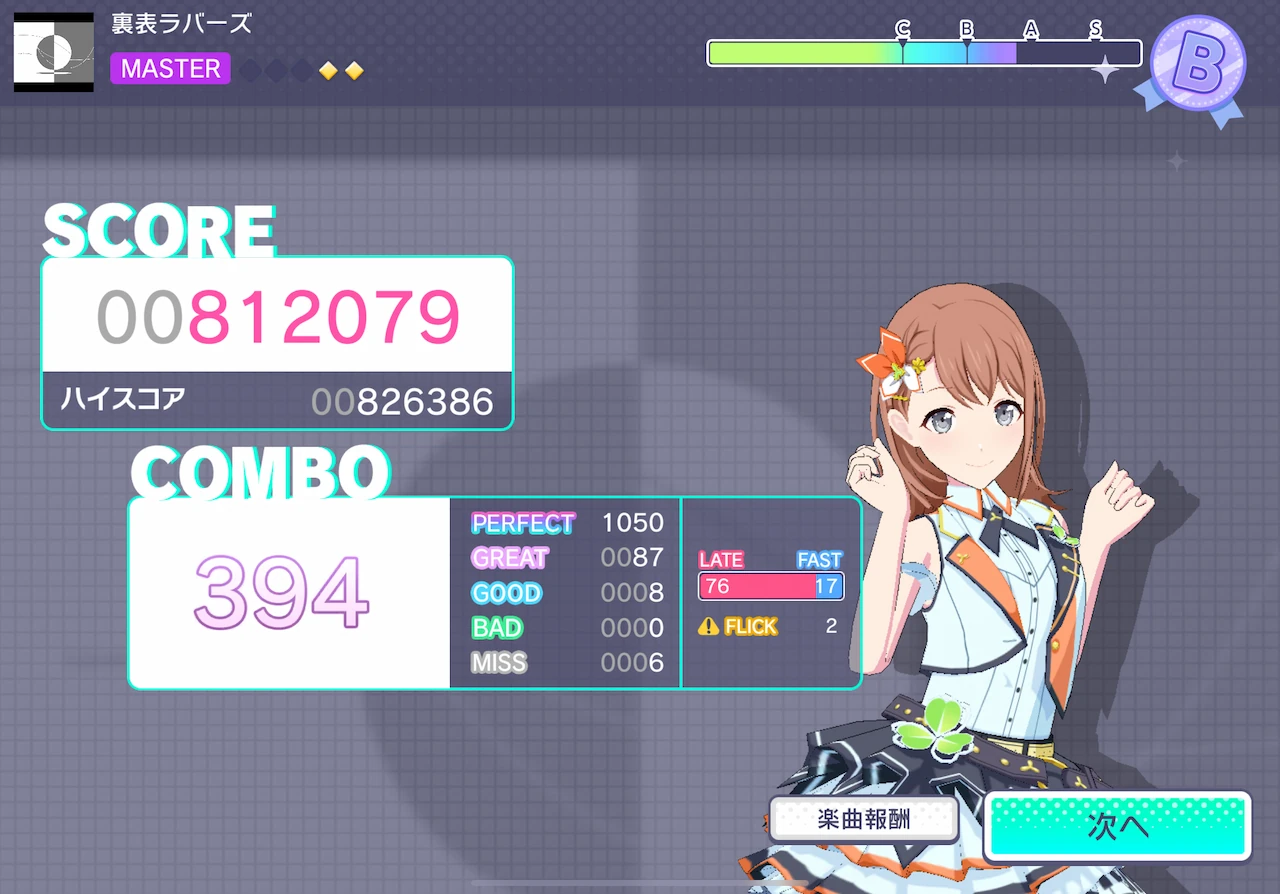 裏表ラバーズ
MASTER
C B A S
B
SCORE
00812079
ハイスコア 00826386
COMBO
394
PERFECT 1050
GREAT 0087
GOOD 0008
BAD 0000
MISS 0006
LATE FAST
76 17
FLICK 2
楽曲報酬
次へ